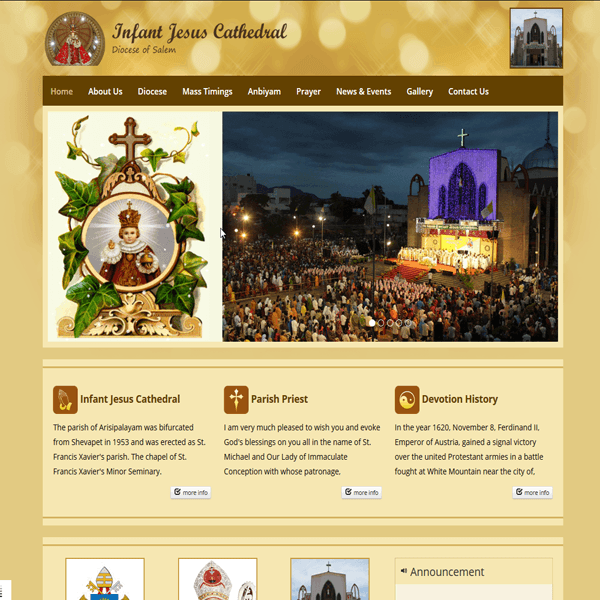 Infant Jesus Cathedral
Diocese of Salem
Home About Us Diocese Mass Timings Anbiyam Prayer News & Events Gallery Contact Us
Infant Jesus Cathedral
The parish of Arisipalayam was bifurcated
from Shevapet in 1953 and was erected as St.
Francis Xavier's parish. The chapel of St.
Francis Xavier's Minor Seminary.
more info
Parish Priest
I am very much pleased to wish you and evoke
God's blessings on you all in the name of St.
Michael and Our Lady of Immaculate
Conception with whose patronage,
more info
Devotion History
In the year 1620, November 8, Ferdinand II,
Emperor of Austria, gained a signal victory
over the united Protestant armies in a battle
fought at White Mountain near the city of,
more info
Announcement